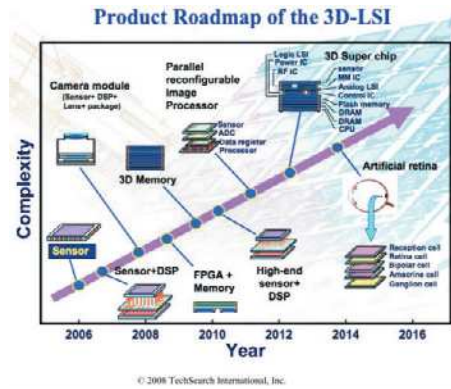 Product Roadmap of the 3D-LSI
Camera module
(Sensor+ DSP+
Lens+ package)
Parallel
reconfigurable
image
Processor
Sensor
ADC
Data register
Processor
Logic LSI
Power IC
RF IC
3D Super chip
sensor
MM IC
Analog LSI
Control IC
Flash memory
DRAM
DRAM
CPU
3D Memory
Artificial retina
Sensor
Sensor+DSP
FPGA +
Memory
High-end
sensor+
DSP
Reception cell
Retina cell
Bipolar cell
Amacrine cell
Ganglion cell
Complexity
2006
2008
2010
2012
2014
2016
Year
© 2008 TechSearch International, Inc.